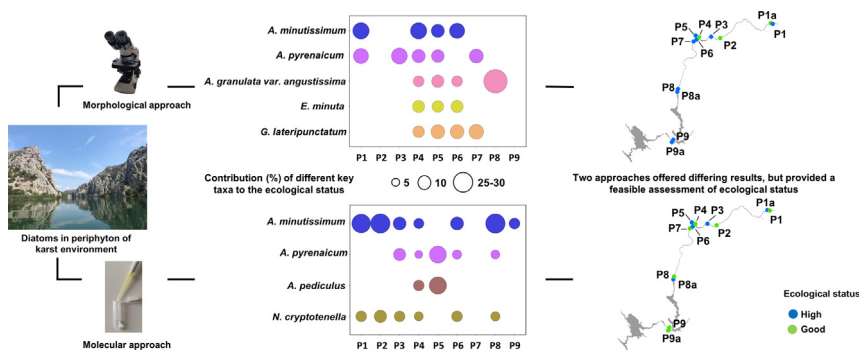 Morphological approach
Diatoms in periphyton of
karst environment
Molecular approach
A. minutissimum
A. pyrenaicum
A. granulata var. angustissima
E. minuta
G. lateripunctatum
P1 P2 P3 P4 P5 P6 P7 P8 P9
Contribution (%) of different key
taxa to the ecological status
5 10 25-30
A. minutissimum
A. pyrenaicum
A. pediculus
N. cryptotenella
P1 P2 P3 P4 P5 P6 P7 P8 P9
P1a
P5 P4 P3 P1
P7 P6 P2
P8
P8a
P9
P9a
Two approaches offered differing results, but provided a
feasible assessment of ecological status
P1a
P5 P4 P3 P1
P7 P6 P2
P8
P8a
P9
P9a
Ecological status
High
Good